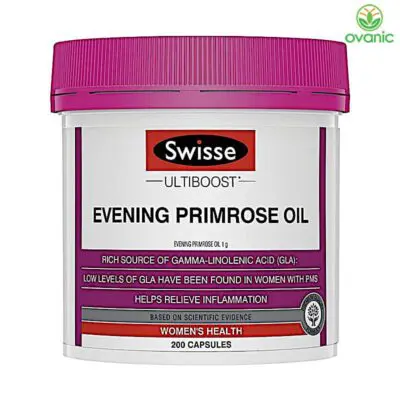 ovanic
Swisse
ULTIBOOST
EVENING PRIMROSE OIL
EVENING PRIMROSE OIL 1g
RICH SOURCE OF GAMMA-LINOLENIC ACID (GLA):
LOW LEVELS OF GLA HAVE BEEN FOUND IN WOMEN WITH PMS
HELPS RELIEVE INFLAMMATION
BASED ON SCIENTIFIC EVIDENCE
WOMEN'S HEALTH
200 CAPSULES